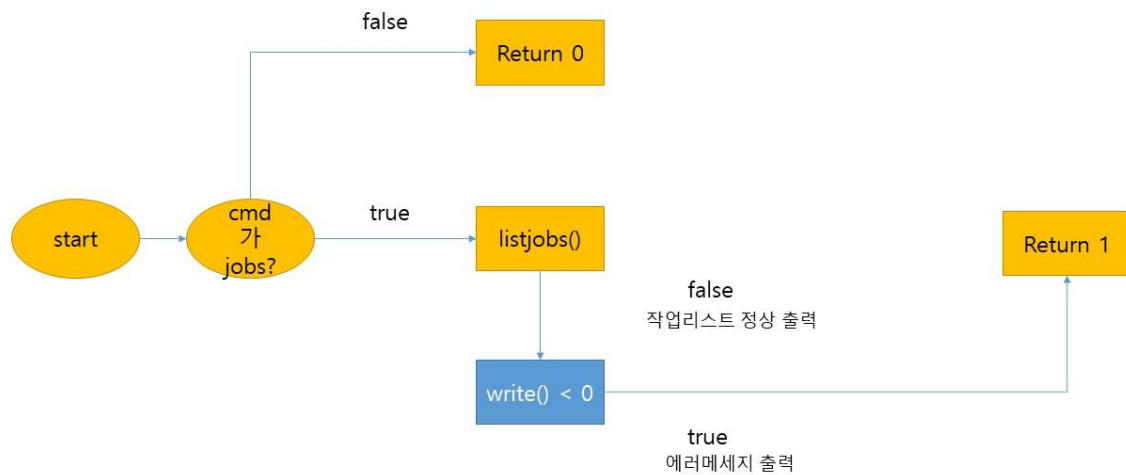 false
Return 0
start
cmd
가
jobs?
true
listjobs()
Return 1
false
작업리스트 정상 출력
write() < 0
true
에러메세지 출력